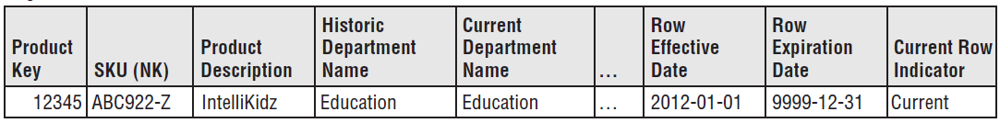 Product Key | SKU (NK) | Product Description | Historic Department Name | Current Department Name | ... | Row Effective Date | Row Expiration Date | Current Row Indicator
12345 | ABC922-Z | IntelliKidz | Education | Education | ... | 2012-01-01 | 9999-12-31 | Current